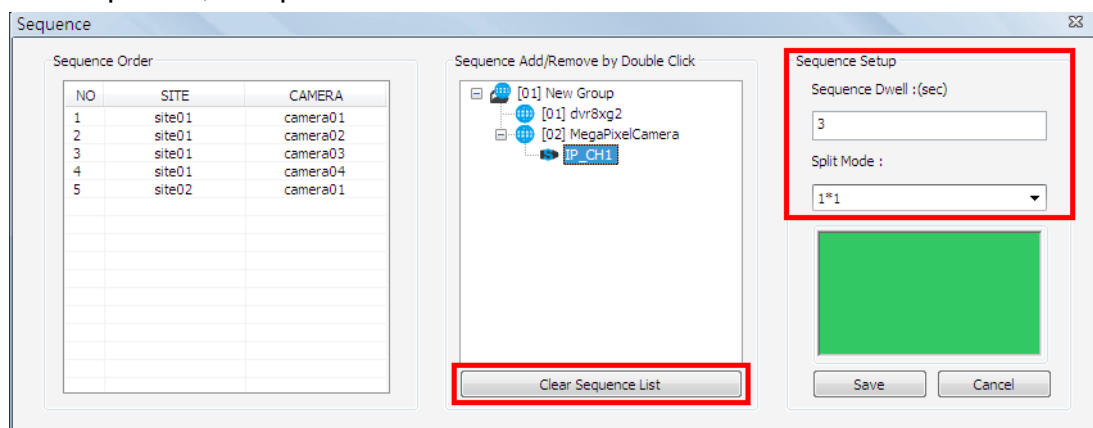 Sequence
Sequence Order
NO SITE CAMERA
1 site01 camera01
2 site01 camera02
3 site01 camera03
4 site01 camera04
5 site02 camera01
Sequence Add/Remove by Double Click
[01] New Group
[01] dvr8xg2
[02] MegaPixelCamera
IP_CH1
Clear Sequence List
Sequence Setup
Sequence Dwell :(sec)
3
Split Mode :
1*1
Save Cancel